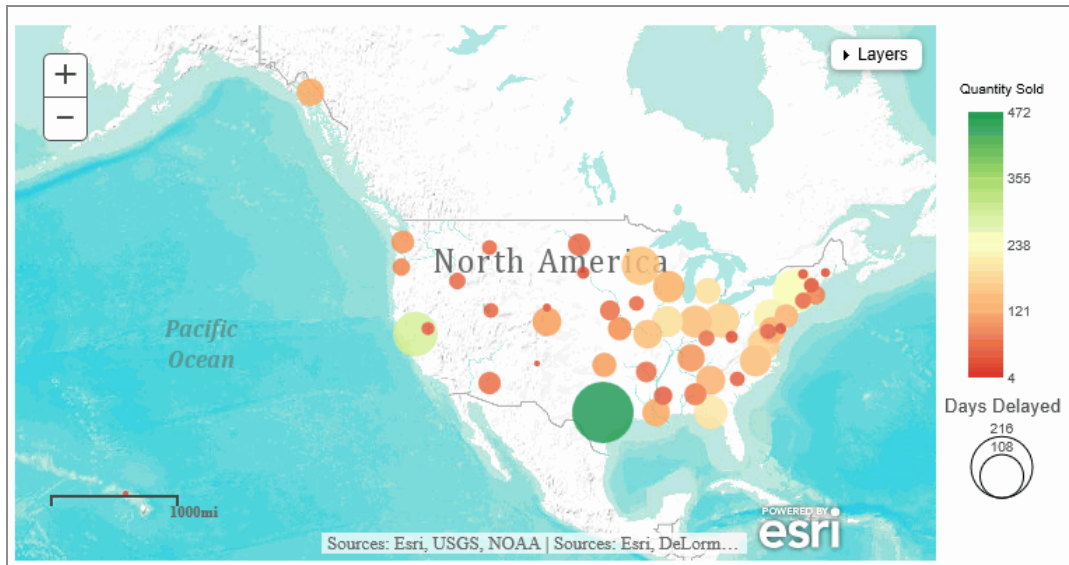 +
−
Layers
North America
Pacific
Ocean
1000mi
POWERED BY
esri
Sources: Esri, USGS, NOAA | Sources: Esri, DeLorm...
Quantity Sold
472
355
238
121
4
Days Delayed
216
108